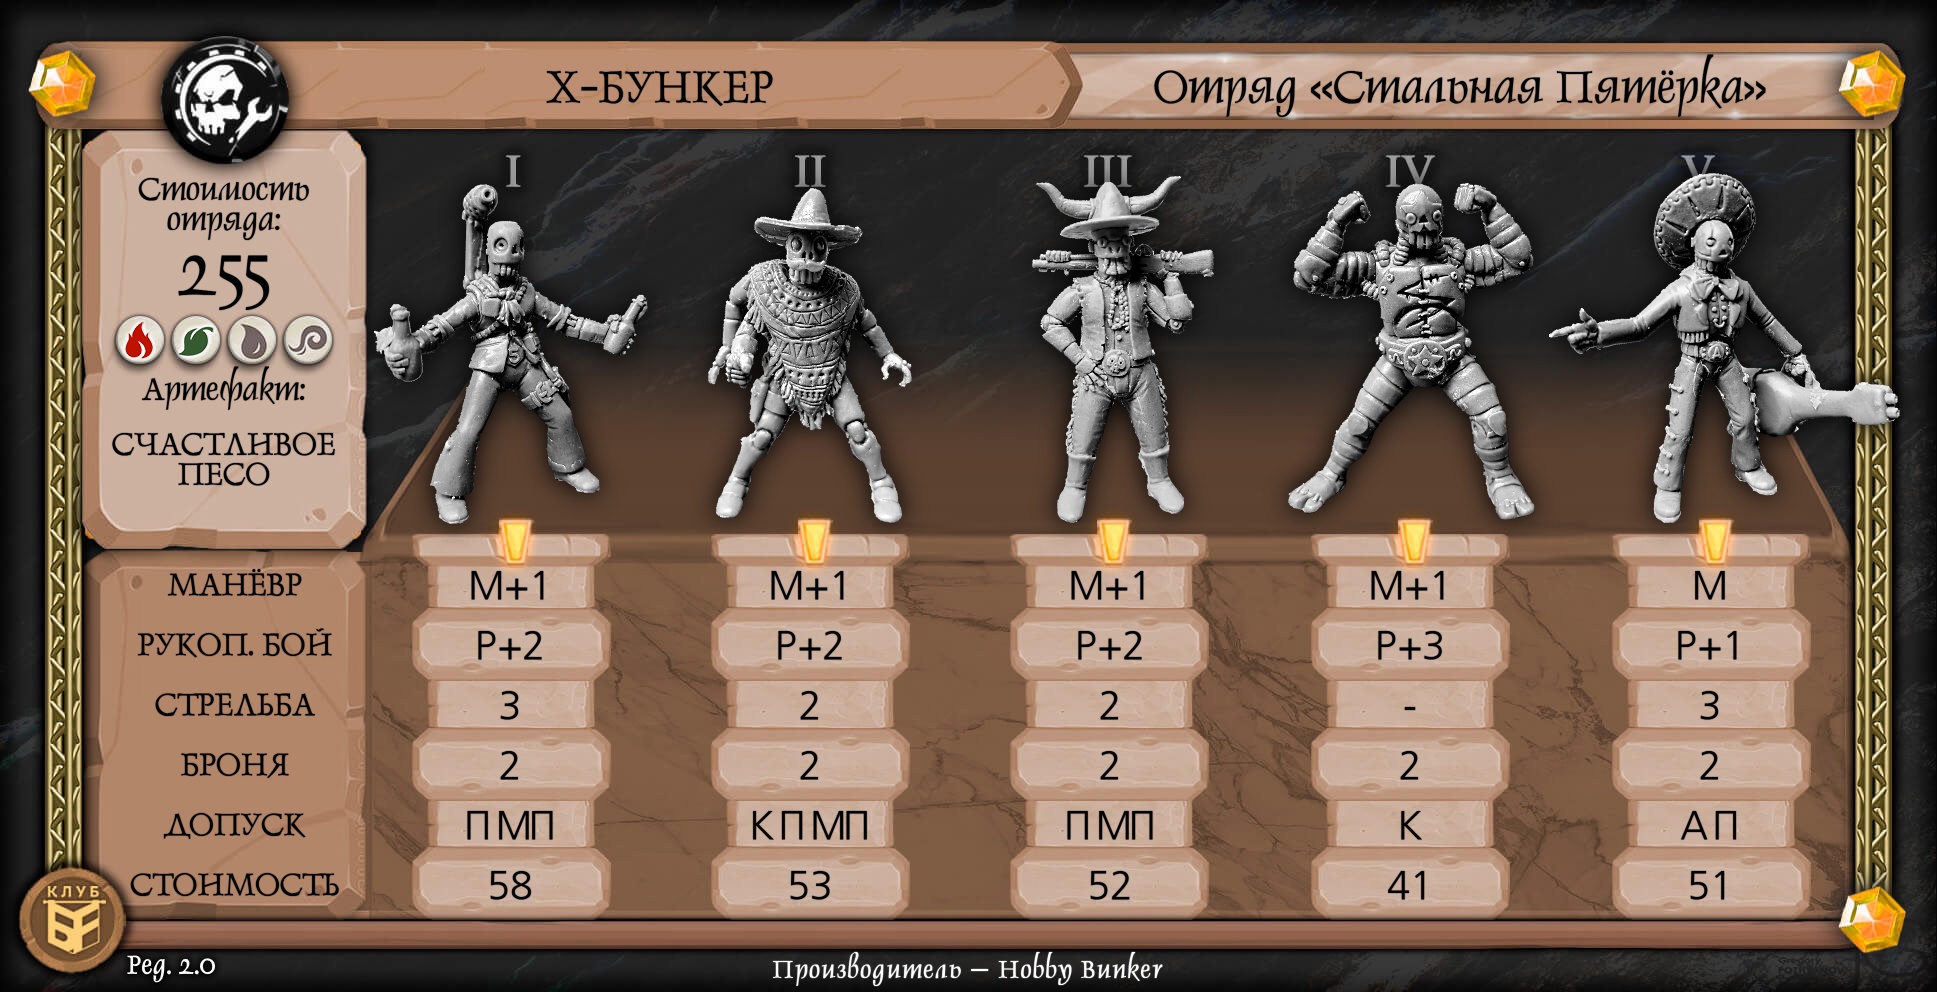 Х-БУНКЕР
Отряд «Стальная Пятёрка»
Стоимость
отряда:
255
Артефакт:
СЧАСТЛИВОЕ
ПЕСО
I II III IV V
МАНЁВР М+1 М+1 М+1 М+1 М
РУКОП. БОЙ Р+2 Р+2 Р+2 Р+3 Р+1
СТРЕЛЬБА 3 2 2 - 3
БРОНЯ 2 2 2 2 2
ДОПУСК ПМП КПМП ПМП К АП
СТОИМОСТЬ 58 53 52 41 51
КЛУБ
Ред. 2.0
Производитель – Hobby Bunker